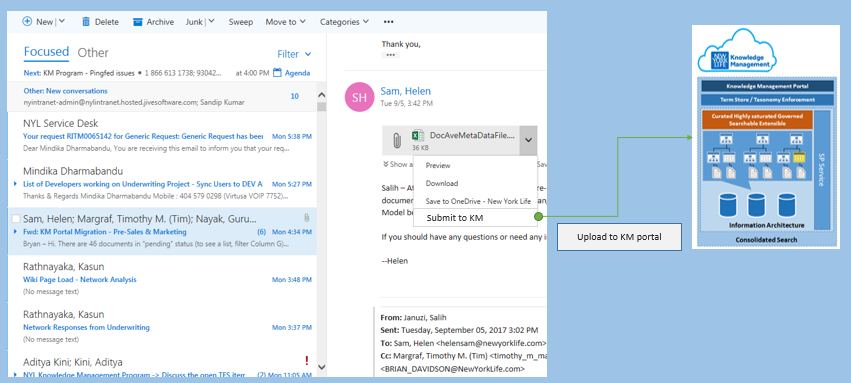 New
Delete
Archive
Junk
Sweep
Move to
Categories
•••
Focused Other
Filter
Next: KM Program - Pingfed issues • 1 866 613 1738; 93042... at 4:00 PM Agenda
Other: New conversations
nyintranet-admin@nylintranet.hosted.jivesoftware.com; Sandip Kumar
10
NYL Service Desk
Your request RITM0065142 for Generic Request: Generic Request has been Mon 5:38 PM
Dear Mindika Dharmabandu, You are receiving this email to inform you that your req...
Mindika Dharmabandu
List of Developers working on Underwriting Project - Sync Users to DEV Mon 5:27 PM
Thanks & Regards Mindika Dharmabandu Mobile : 404 579 0298 (Virtusa VOIP 7752)...
Sam, Helen; Margraf, Timothy M. (Tim); Nayak, Guru...
Fwd: KM Portal Migration - Pre-Sales & Marketing (6) Mon 4:34 PM
Bryan – Hi. There are 46 documents in "pending" status (to see a list, filter Column G)...
Rathnayaka, Kasun
Wiki Page Load - Network Analysis Mon 3:48 PM
(No message text)
Rathnayaka, Kasun
Network Responses from Underwriting Mon 3:37 PM
(No message text)
Aditya Kini; Kini, Aditya !
NYL Knowledge Management Program -> Discuss the open TFS (2) Mon 11:05 AM
Thank you,
•••
SH
Sam, Helen
Tue 9/5, 3:42 PM
DocAveMetaDataFile....
36 KB
Show a
Sav
Preview
Download
Save to OneDrive - New York Life
Submit to KM
Salih – At
re-
docume
an,
Model be
If you should have any questions or need any i
--Helen
From: Januzi, Salih
Sent: Tuesday, September 05, 2017 3:02 PM
To: Sam, Helen <helensam@newyorklife.com>
Cc: Margraf, Timothy M. (Tim) <timothy_m_ma
<BRIAN_DAVIDSON@NewYorkLife.com>
Upload to KM portal
NEW YORK LIFE
Knowledge Management
Knowledge Management Portal
Term Store / Taxonomy Enforcement
Curated Highly saturated Governed
Searchable Extensible
SP Service
Information Architecture
Consolidated Search